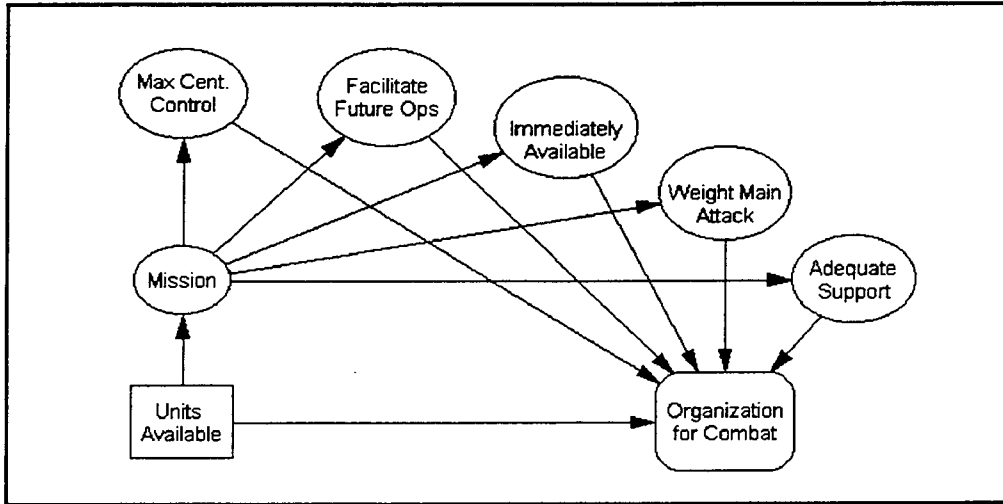 Max Cent.
Control
Facilitate
Future Ops
Immediately
Available
Weight Main
Attack
Adequate
Support
Mission
Units
Available
Organization
for Combat